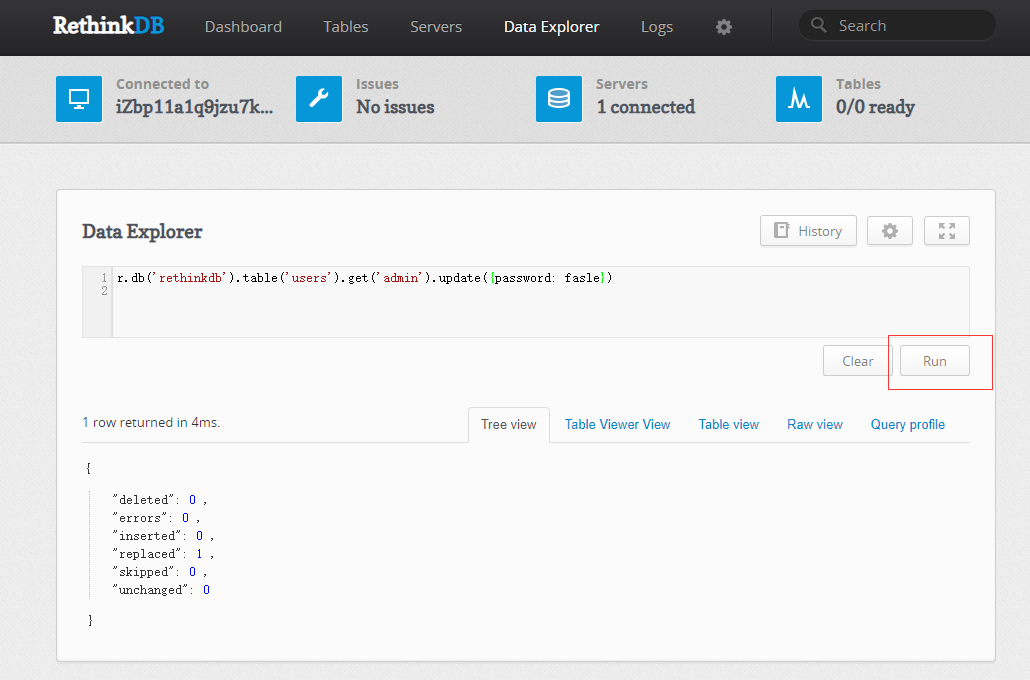 RethinkDB Dashboard Tables Servers Data Explorer Logs Search
Connected to Issues Servers Tables
iZbp11a1q9jzu7k... No issues 1 connected 0/0 ready
Data Explorer History
1 r.db('rethinkdb').table('users').get('admin').update({password: fasle})
2
Clear Run
1 row returned in 4ms. Tree view Table Viewer View Table view Raw view Query profile
{
"deleted": 0 ,
"errors": 0 ,
"inserted": 0 ,
"replaced": 1 ,
"skipped": 0 ,
"unchanged": 0
}